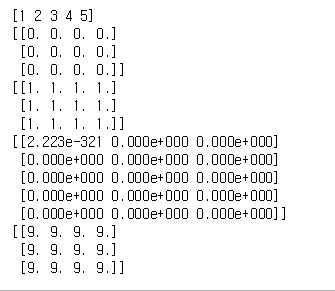 [1 2 3 4 5]
[[0. 0. 0. 0.]
 [0. 0. 0. 0.]
 [0. 0. 0. 0.]]
[[1. 1. 1. 1.]
 [1. 1. 1. 1.]
 [1. 1. 1. 1.]]
[[2.223e-321 0.000e+000 0.000e+000]
 [0.000e+000 0.000e+000 0.000e+000]
 [0.000e+000 0.000e+000 0.000e+000]
 [0.000e+000 0.000e+000 0.000e+000]
 [0.000e+000 0.000e+000 0.000e+000]]
[[9. 9. 9. 9.]
 [9. 9. 9. 9.]
 [9. 9. 9. 9.]]